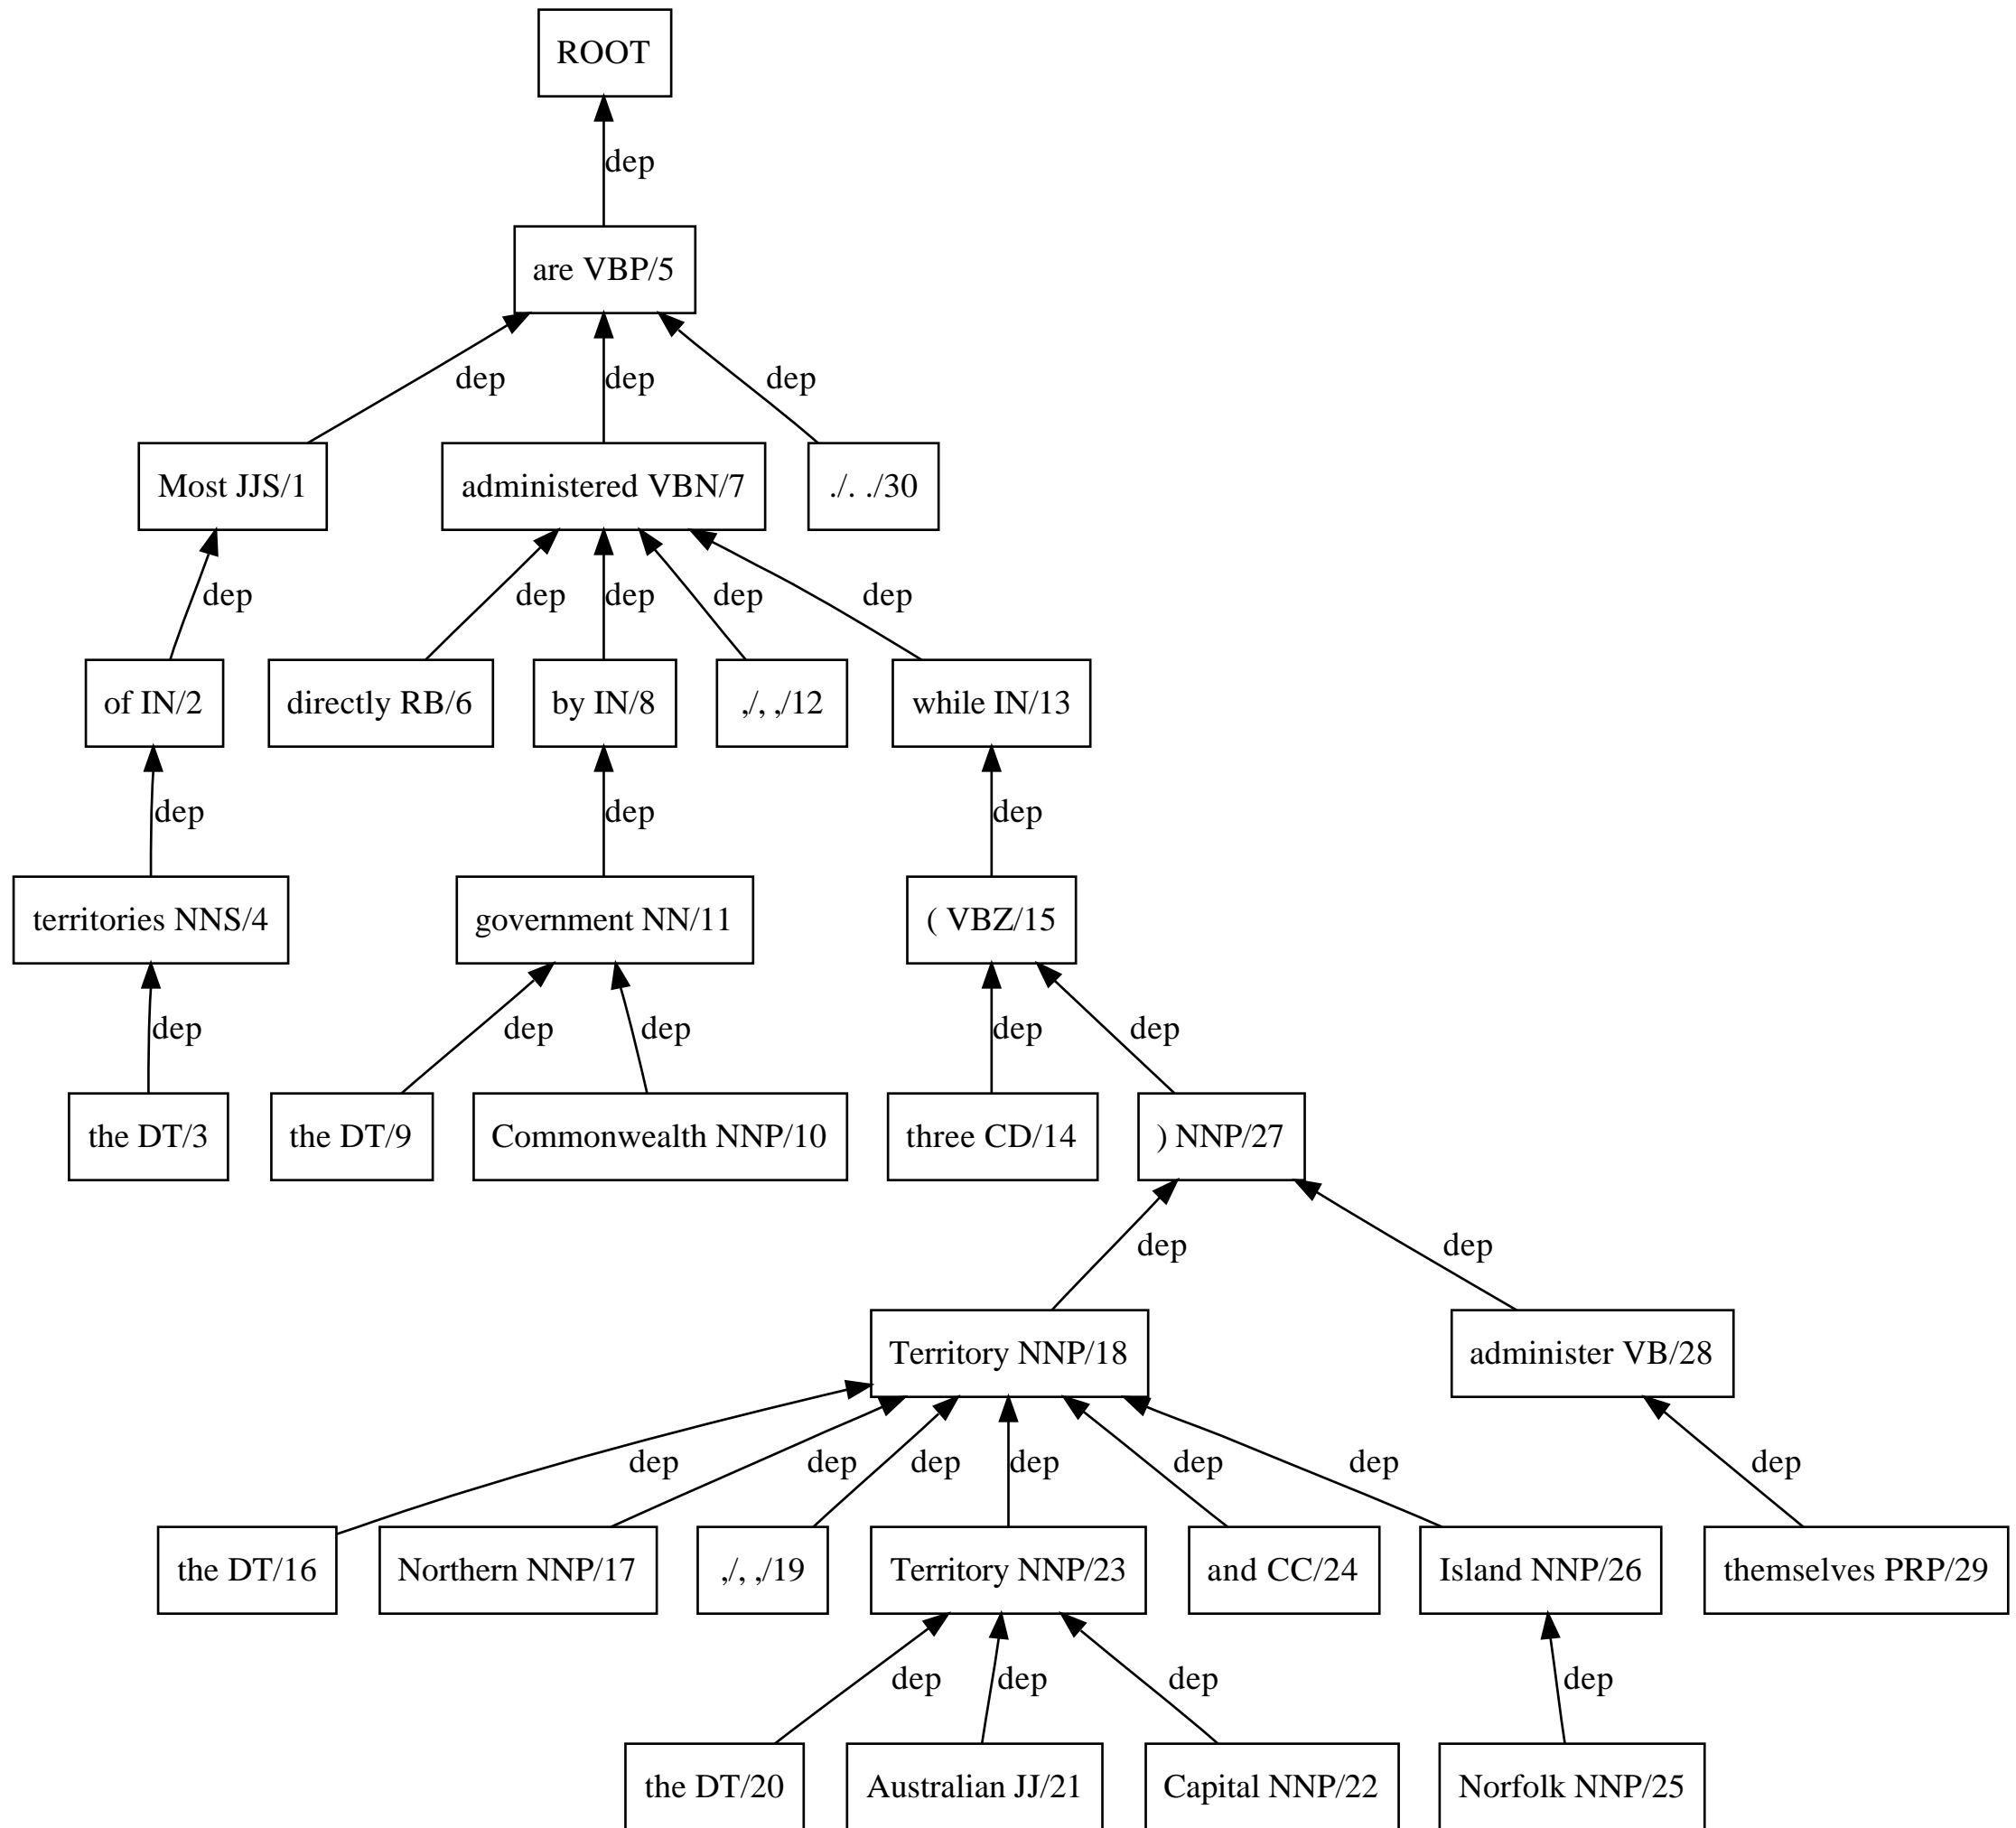 ROOT
dep
are VBP/5
dep dep dep
Most JJS/1 administered VBN/7 ./. ./30
dep dep dep dep dep
of IN/2 directly RB/6 by IN/8 ,/, ,/12 while IN/13
dep dep dep
territories NNS/4 government NN/11 ( VBZ/15
dep dep dep dep dep
the DT/3 the DT/9 Commonwealth NNP/10 three CD/14 ) NNP/27
dep dep
Territory NNP/18 administer VB/28
dep dep dep dep dep dep dep
the DT/16 Northern NNP/17 ,/, ,/19 Territory NNP/23 and CC/24 Island NNP/26 themselves PRP/29
dep dep dep dep
the DT/20 Australian JJ/21 Capital NNP/22 Norfolk NNP/25